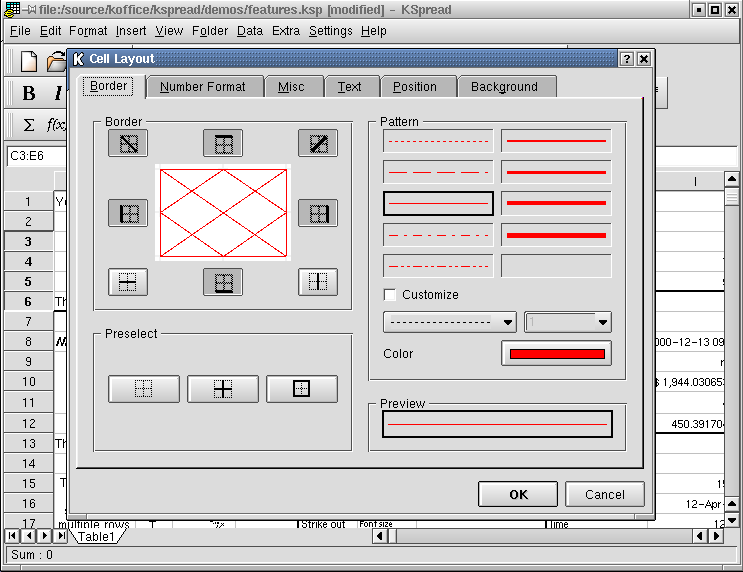 file:/source/koffice/kspread/demos/features.ksp [modified] – KSpread
File Edit Format Insert View Folder Data Extra Settings Help
Cell Layout
B I
Border Number Format Misc Text Position Background
Σ
C3:E6
Border
Pattern
I
1
2
3
4
5
6 Th
7
8
9
10
11
12
13 Th
14
15
16
17
Customize
Color
Preselect
Preview
000-12-13 09
$ 1,944.03065
450.391704
12-Apr-
OK Cancel
multiple rows T Strike out Font size Time 12
Table1
Sum : 0